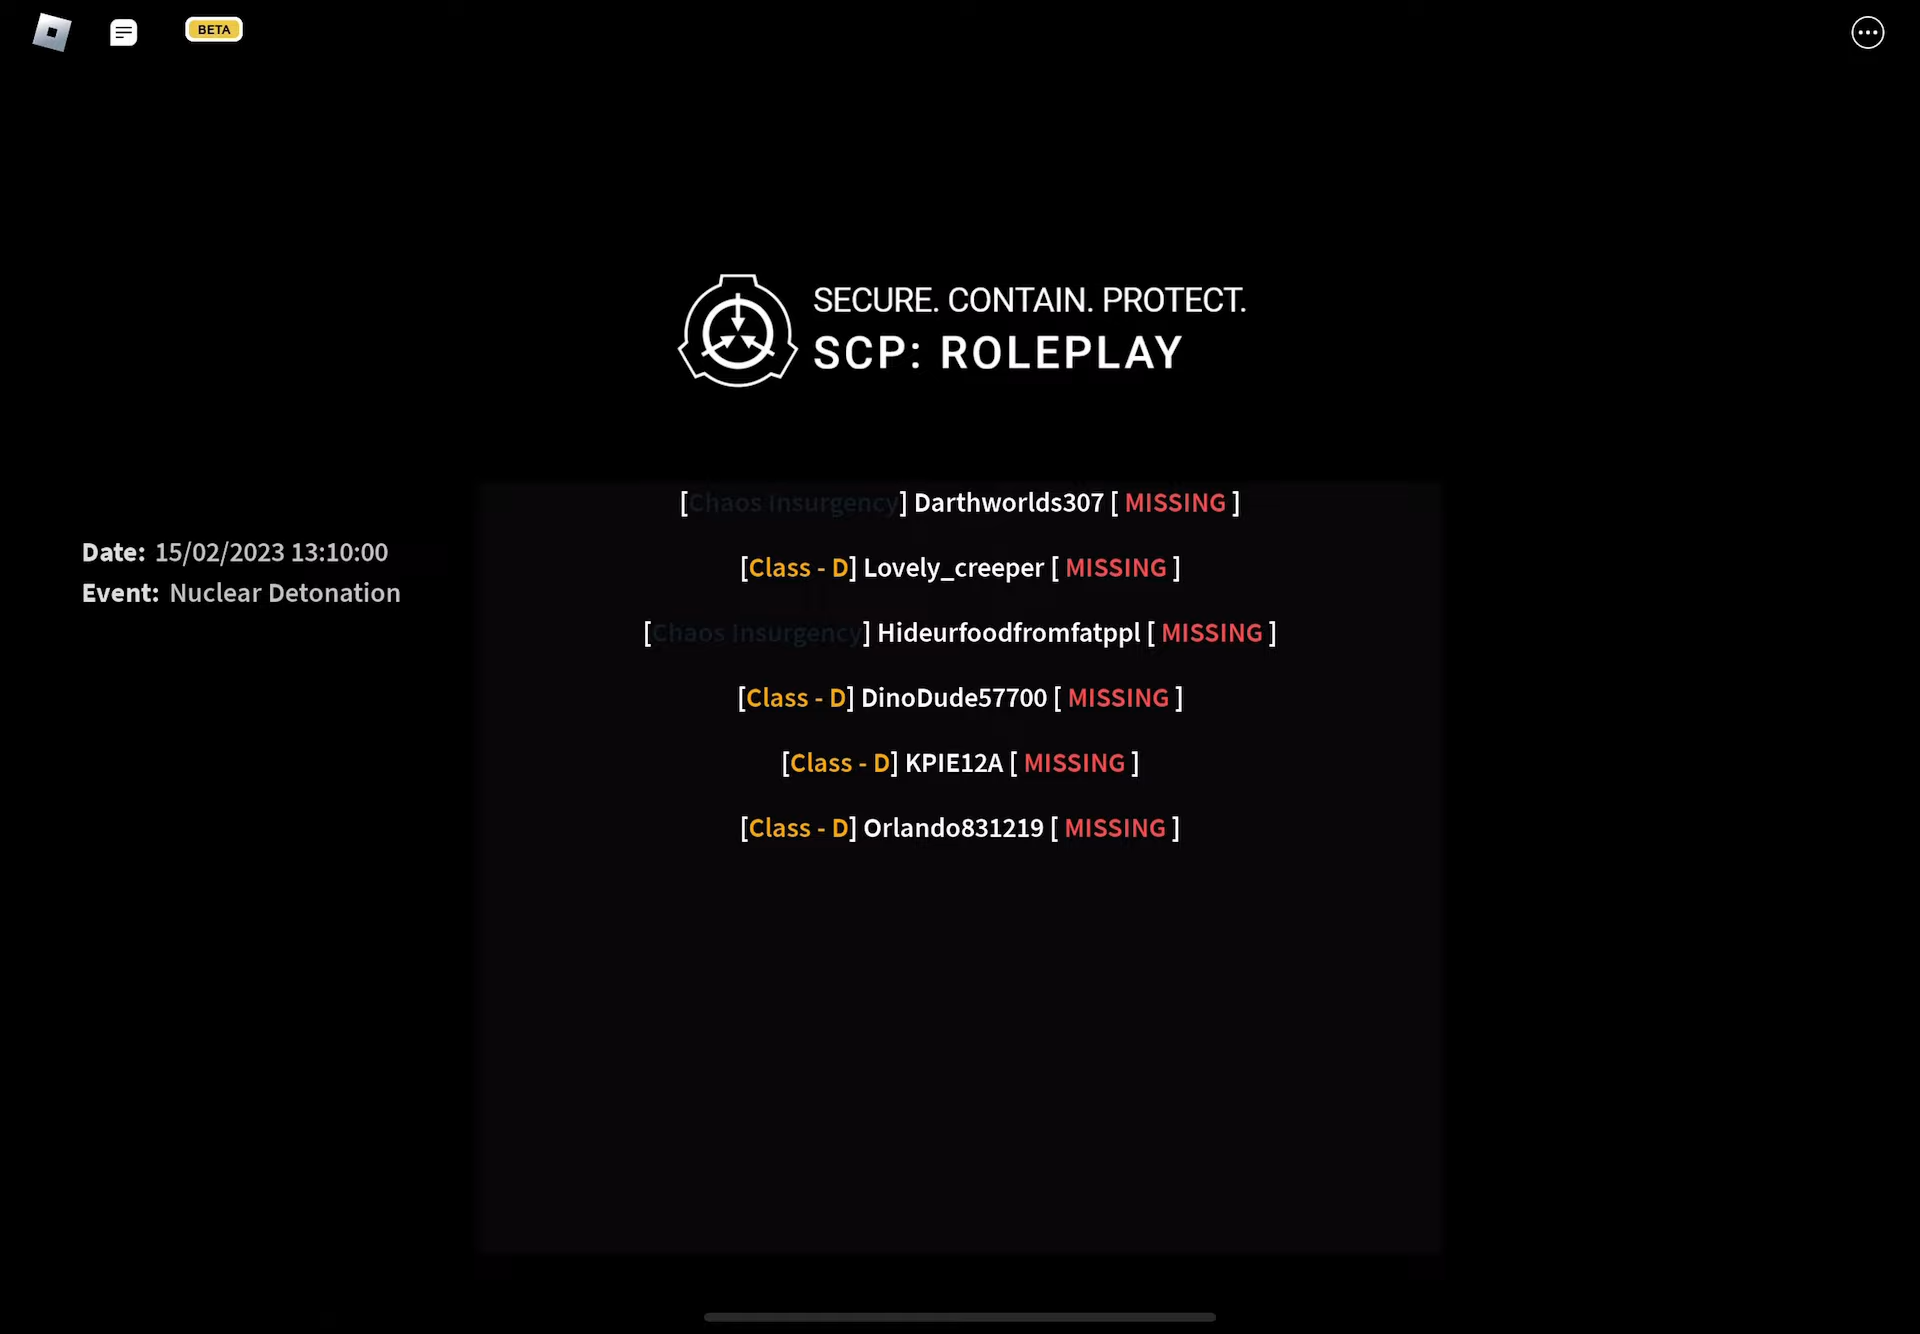 BETA
SECURE. CONTAIN. PROTECT.
SCP: ROLEPLAY
[Chaos Insurgency] Darthworlds307 [ MISSING ]
Date: 15/02/2023 13:10:00
Event: Nuclear Detonation
[Class - D] Lovely_creeper [ MISSING ]
[Chaos Insurgency] Hideurfoodfromfatppl [ MISSING ]
[Class - D] DinoDude57700 [ MISSING ]
[Class - D] KPIE12A [ MISSING ]
[Class - D] Orlando831219 [ MISSING ]